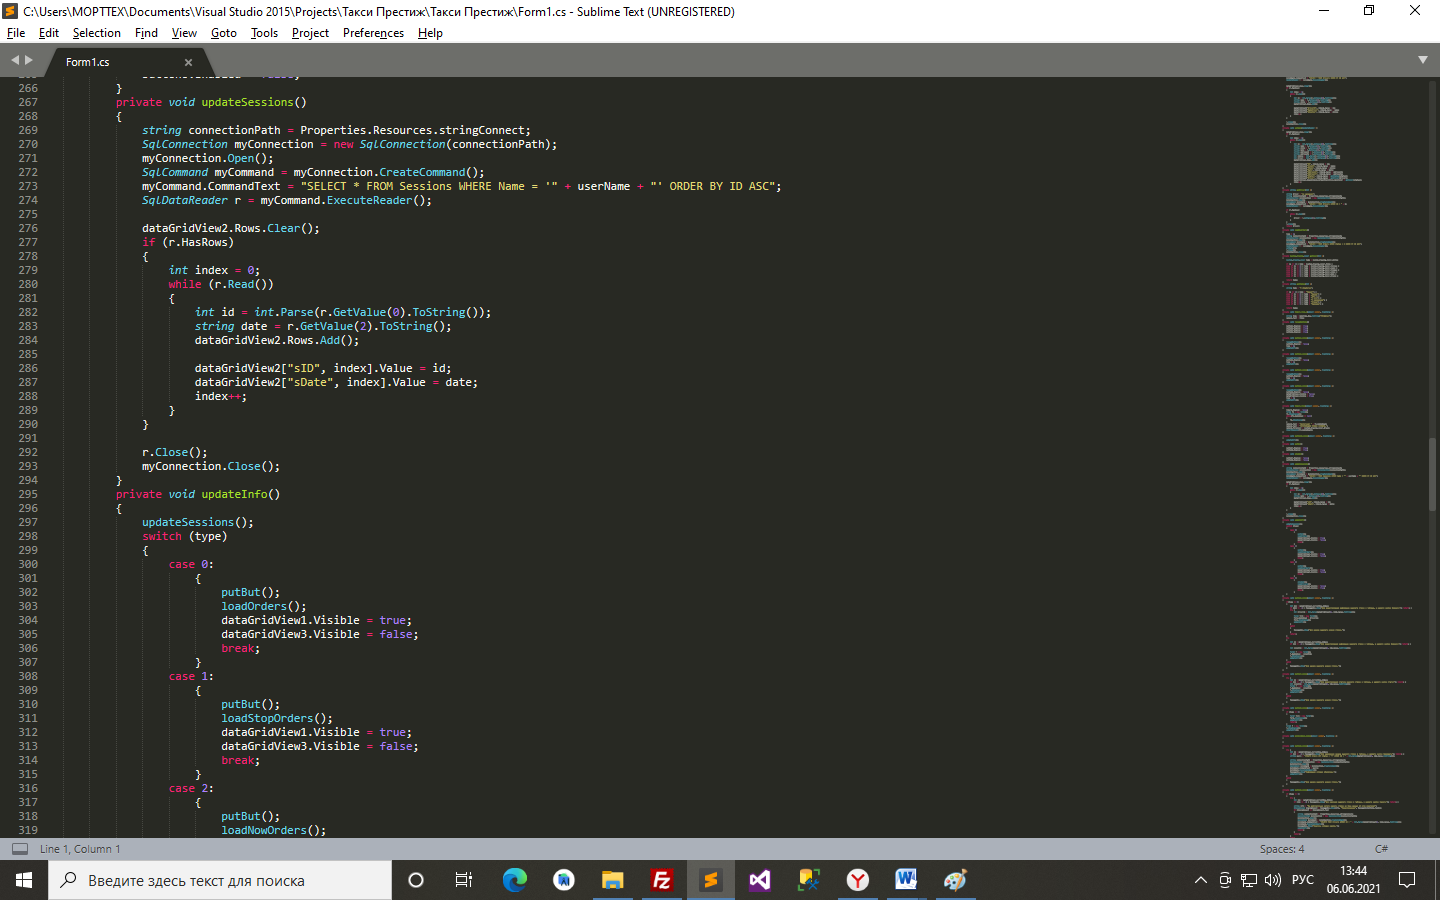 C:\Users\MOPTTEX\Documents\Visual Studio 2015\Projects\Такси Престиж\Такси Престиж\Form1.cs - Sublime Text (UNREGISTERED)
File Edit Selection Find View Goto Tools Project Preferences Help
Form1.cs
266 }
267 private void updateSessions()
268 {
269 string connectionPath = Properties.Resources.stringConnect;
270 SqlConnection myConnection = new SqlConnection(connectionPath);
271 myConnection.Open();
272 SqlCommand myCommand = myConnection.CreateCommand();
273 myCommand.CommandText = "SELECT * FROM Sessions WHERE Name = '" + userName + "' ORDER BY ID ASC";
274 SqlDataReader r = myCommand.ExecuteReader();
275
276 dataGridView2.Rows.Clear();
277 if (r.HasRows)
278 {
279 int index = 0;
280 while (r.Read())
281 {
282 int id = int.Parse(r.GetValue(0).ToString());
283 string date = r.GetValue(2).ToString();
284 dataGridView2.Rows.Add();
285
286 dataGridView2["sID", index].Value = id;
287 dataGridView2["sDate", index].Value = date;
288 index++;
289 }
290 }
291
292 r.Close();
293 myConnection.Close();
294 }
295 private void updateInfo()
296 {
297 updateSessions();
298 switch (type)
299 {
300 case 0:
301 {
302 putBut();
303 loadOrders();
304 dataGridView1.Visible = true;
305 dataGridView3.Visible = false;
306 break;
307 }
308 case 1:
309 {
310 putBut();
311 loadStopOrders();
312 dataGridView1.Visible = true;
313 dataGridView3.Visible = false;
314 break;
315 }
316 case 2:
317 {
318 putBut();
319 loadNowOrders();
Line 1, Column 1 Spaces: 4 C#
Введите здесь текст для поиска
РУС
13:44
06.06.2021